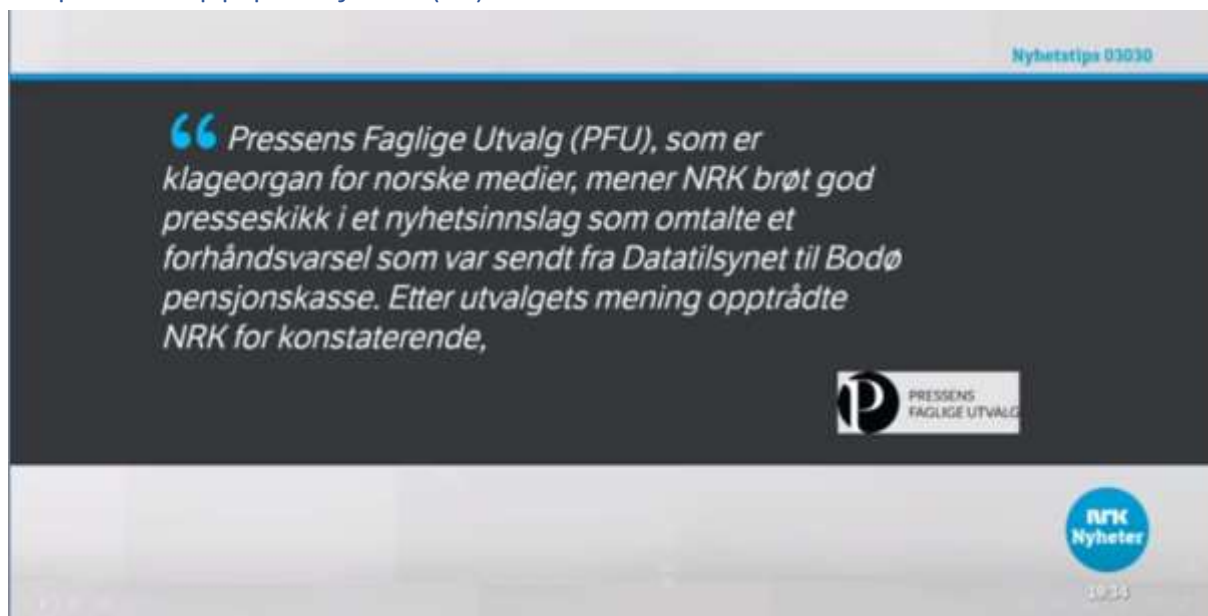 Nyhetstips 03030
“ Pressens Faglige Utvalg (PFU), som er
klageorgan for norske medier, mener NRK brøt god
presseskikk i et nyhetsinnslag som omtalte et
forhåndsvarsel som var sendt fra Datatilsynet til Bodø
pensjonskasse. Etter utvalgets mening opptrådte
NRK for konstaterende,
P PRESSENS
FAGLIGE UTVALG
NRK
Nyheter
19:34